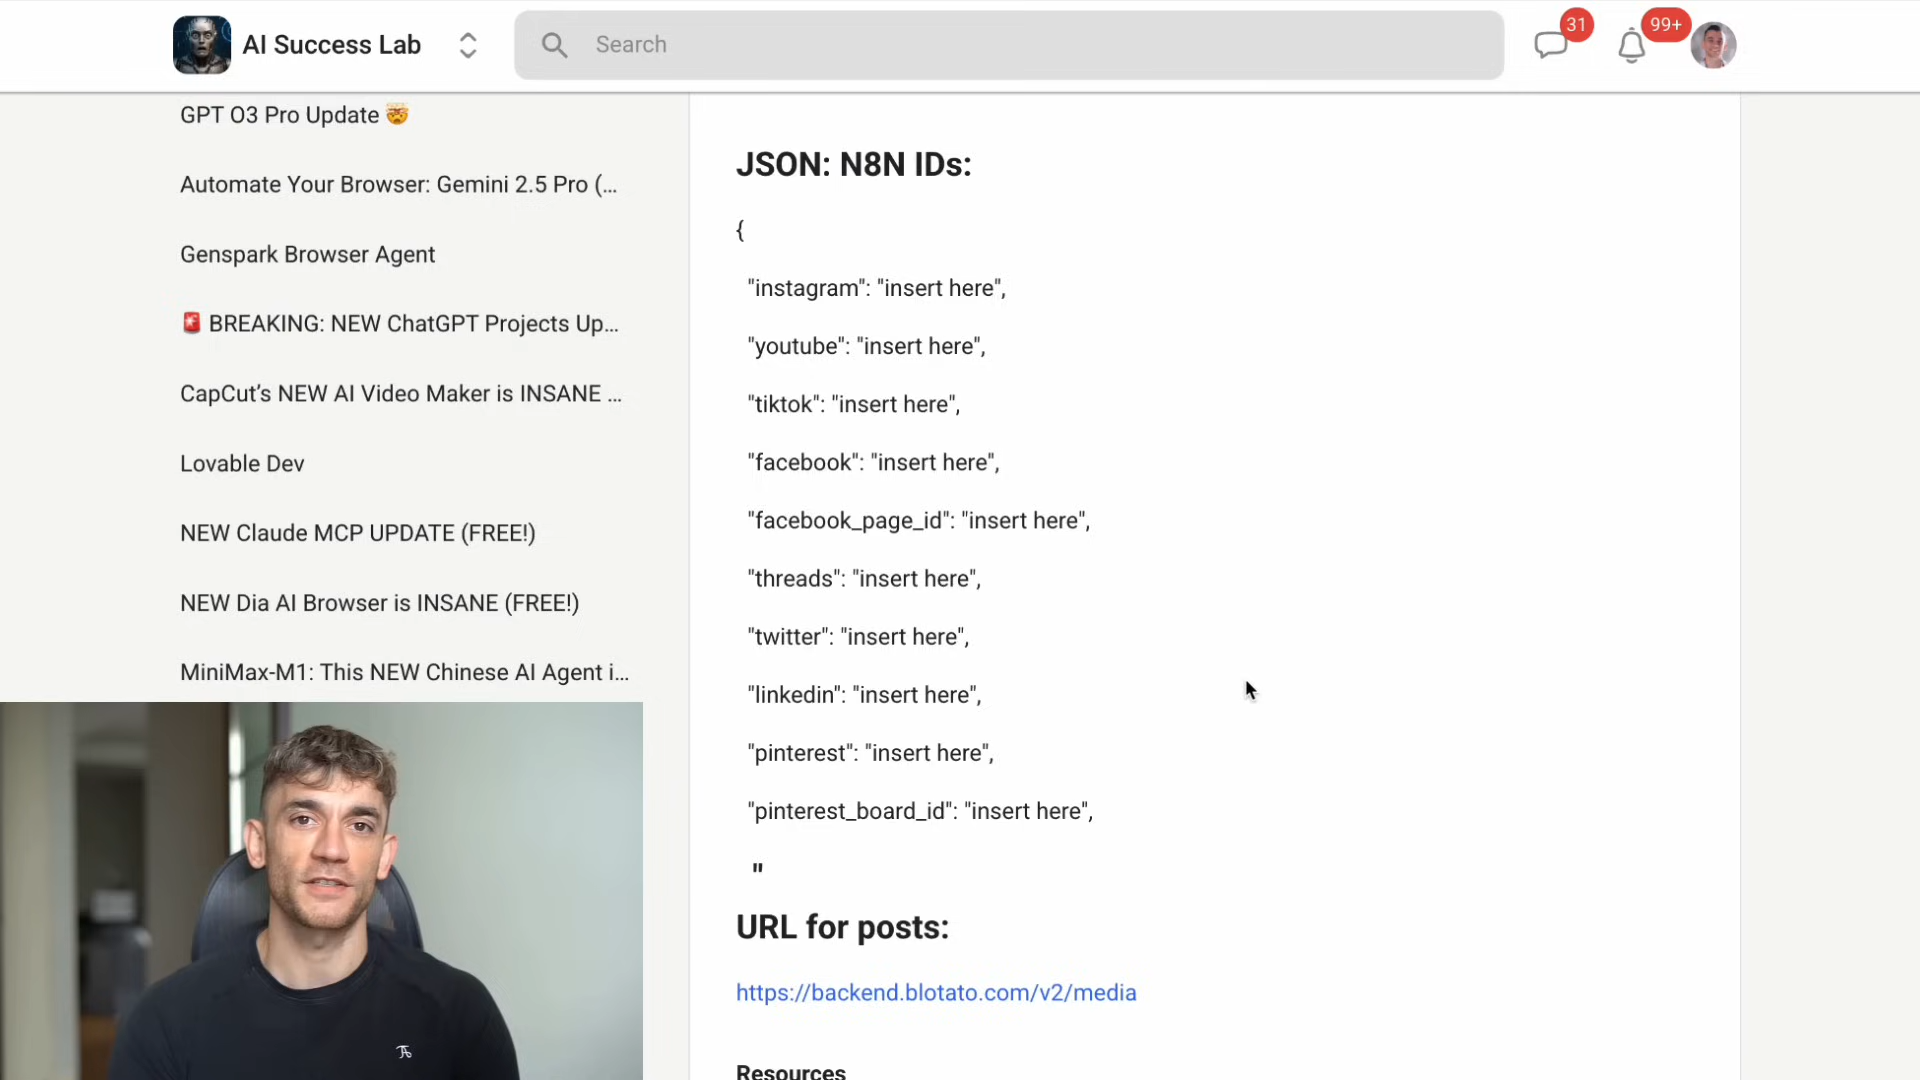 AI Success Lab
Search
31
99+
GPT O3 Pro Update 🤯
Automate Your Browser: Gemini 2.5 Pro (...
Genspark Browser Agent
🚨 BREAKING: NEW ChatGPT Projects Up...
CapCut’s NEW AI Video Maker is INSANE ...
Lovable Dev
NEW Claude MCP UPDATE (FREE!)
NEW Dia AI Browser is INSANE (FREE!)
MiniMax-M1: This NEW Chinese AI Agent i...
JSON: N8N IDs:
{
"instagram": "insert here",
"youtube": "insert here",
"tiktok": "insert here",
"facebook": "insert here",
"facebook_page_id": "insert here",
"threads": "insert here",
"twitter": "insert here",
"linkedin": "insert here",
"pinterest": "insert here",
"pinterest_board_id": "insert here",
"
URL for posts:
https://backend.blotato.com/v2/media
Resources